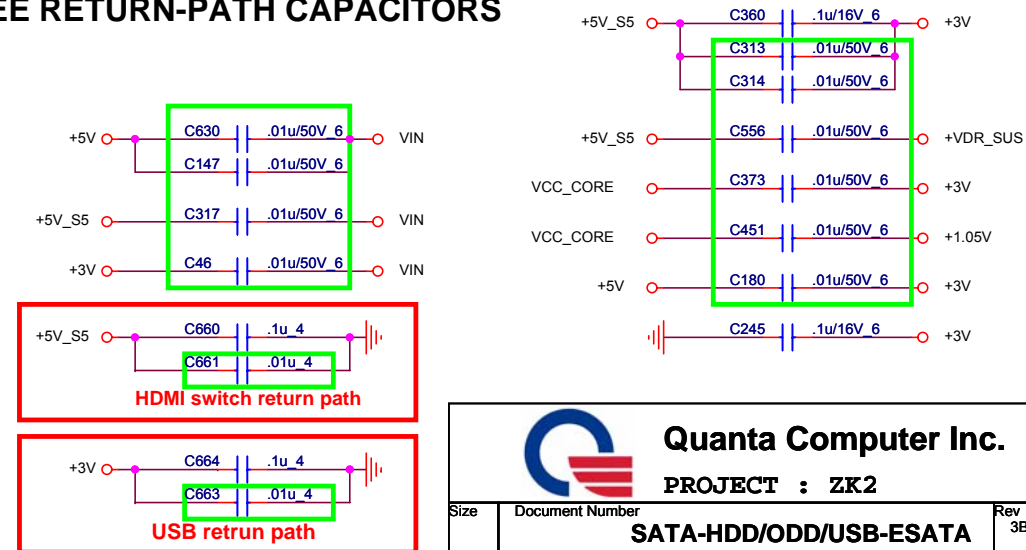 EE RETURN-PATH CAPACITORS
+5V C630 .01u/50V_6 VIN
C147 .01u/50V_6
+5V_S5 C317 .01u/50V_6 VIN
+3V C46 .01u/50V_6 VIN
+5V_S5 C660 .1u_4
C661 .01u_4
HDMI switch return path
+3V C664 .1u_4
C663 .01u_4
USB retrun path
+5V_S5 C360 .1u/16V_6 +3V
C313 .01u/50V_6
C314 .01u/50V_6
+5V_S5 C556 .01u/50V_6 +VDR_SUS
VCC_CORE C373 .01u/50V_6 +3V
VCC_CORE C451 .01u/50V_6 +1.05V
+5V C180 .01u/50V_6 +3V
C245 .1u/16V_6 +3V
Quanta Computer Inc.
PROJECT : ZK2
Size Document Number Rev
SATA-HDD/ODD/USB-ESATA 3B